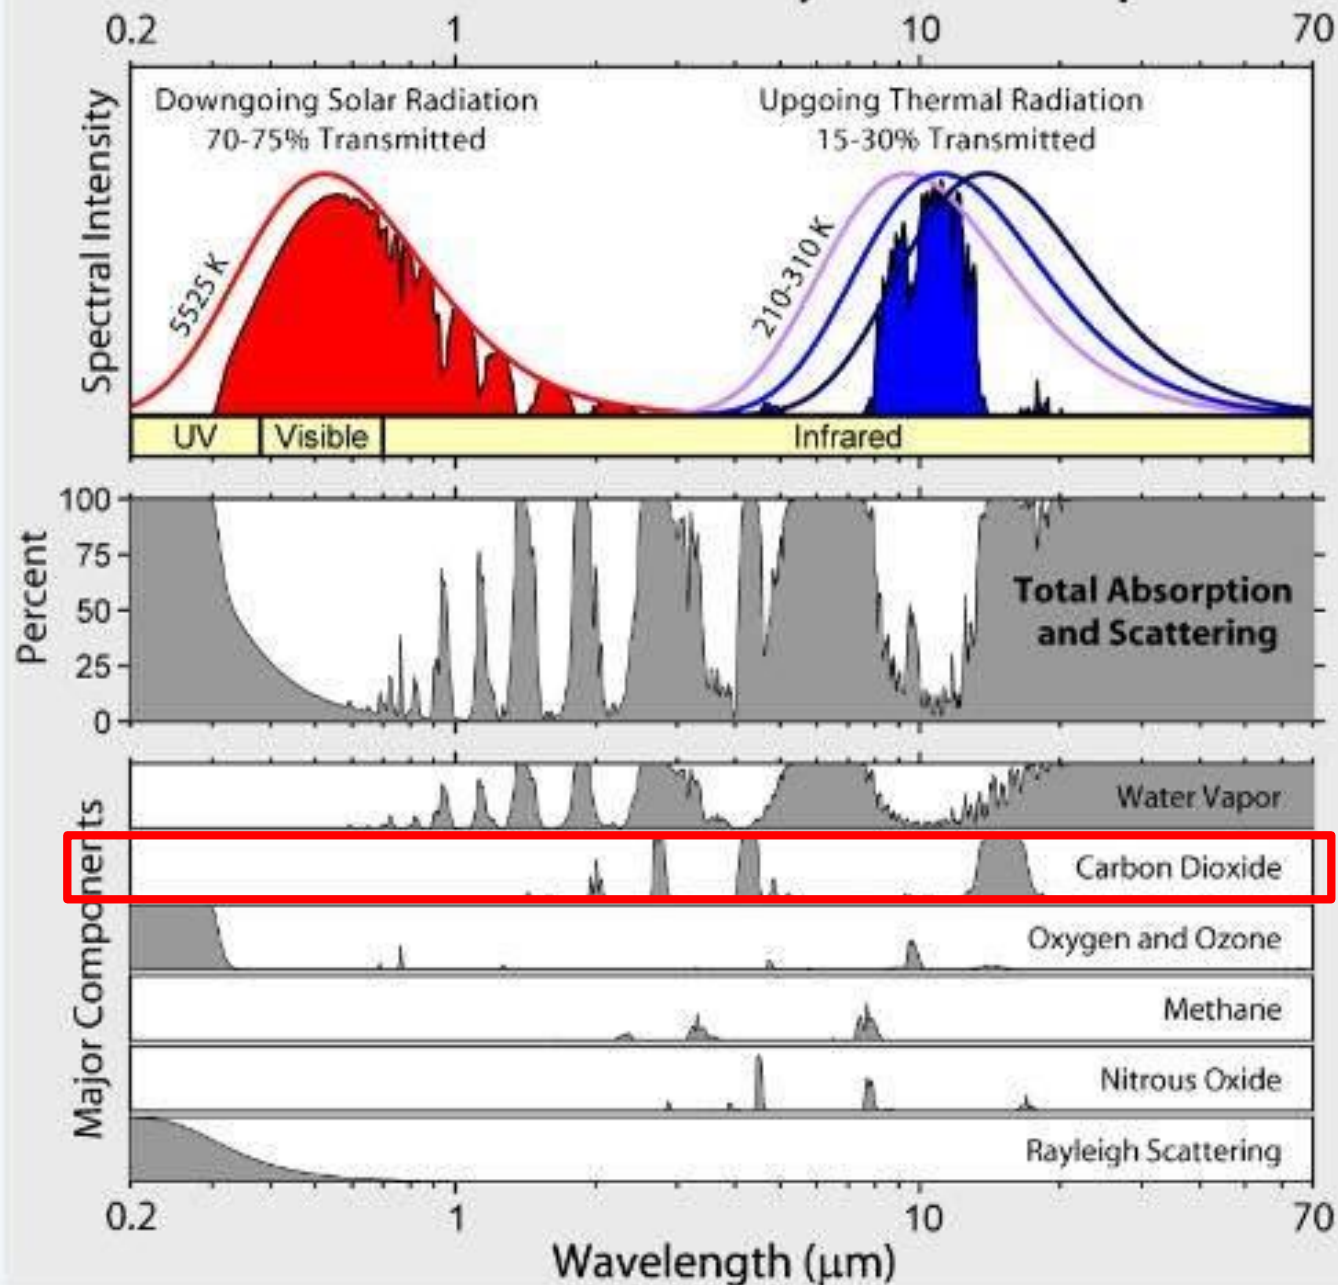 0.2 1 10 70
Spectral Intensity
Downgoing Solar Radiation
70-75% Transmitted
Upgoing Thermal Radiation
15-30% Transmitted
5525 K
210-310 K
UV Visible Infrared
Percent
100
75
50
25
0
Total Absorption
and Scattering
Major Components
Water Vapor
Carbon Dioxide
Oxygen and Ozone
Methane
Nitrous Oxide
Rayleigh Scattering
0.2 1 10 70
Wavelength (μm)